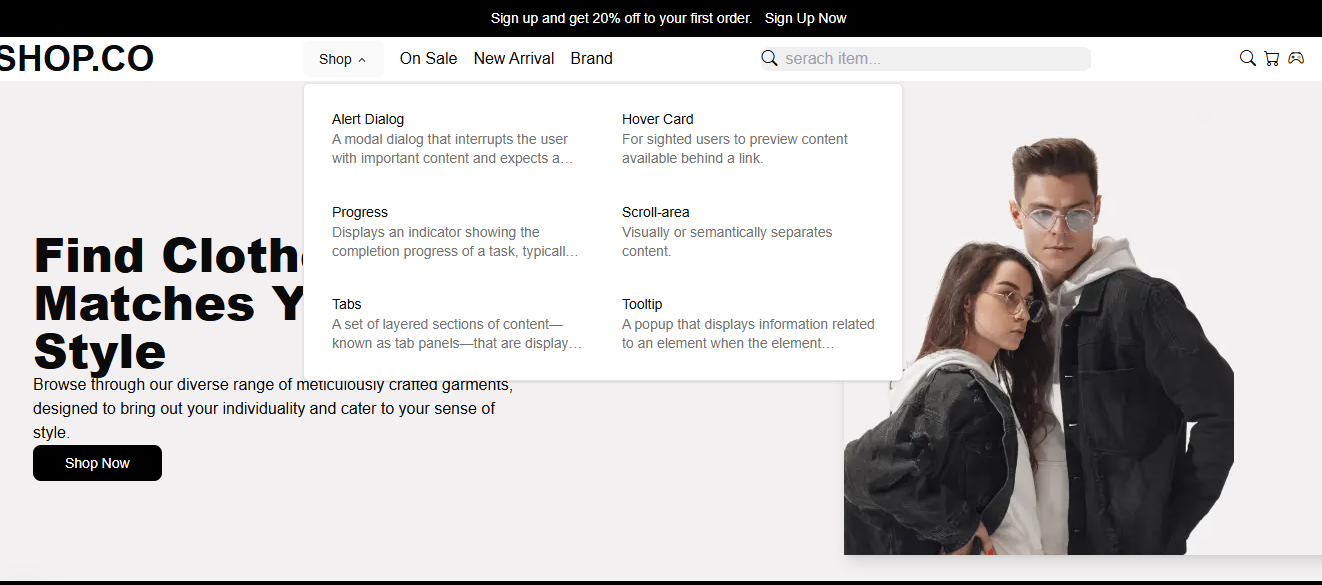 Sign up and get 20% off to your first order. Sign Up Now
SHOP.CO
Shop
On Sale
New Arrival
Brand
serach item...
Alert Dialog
A modal dialog that interrupts the user
with important content and expects a...
Hover Card
For sighted users to preview content
available behind a link.
Progress
Displays an indicator showing the
completion progress of a task, typicall...
Scroll-area
Visually or semantically separates
content.
Tabs
A set of layered sections of content—
known as tab panels—that are display...
Tooltip
A popup that displays information related
to an element when the element...
Find Cloth
Matches Y
Style
Browse through our diverse range of meticulously crafted garments,
designed to bring out your individuality and cater to your sense of
style.
Shop Now